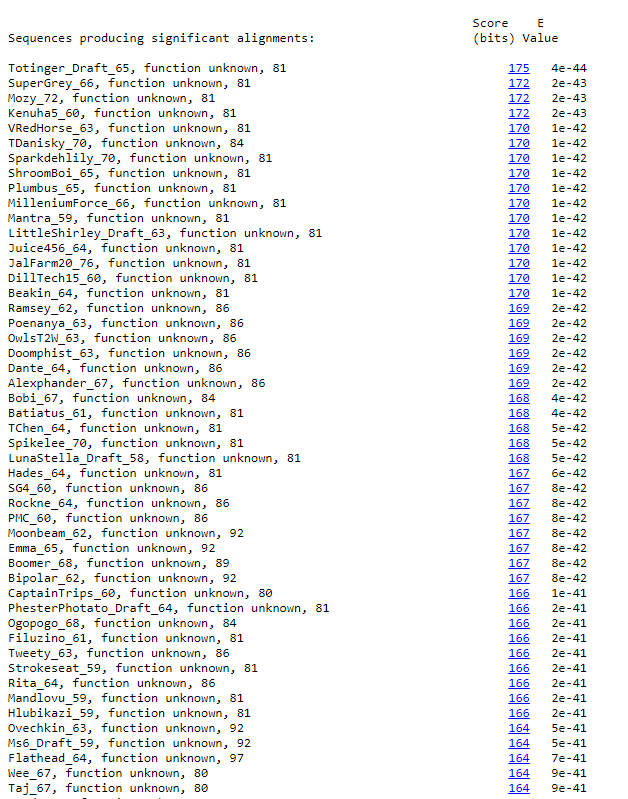 Score E
Sequences producing significant alignments: (bits) Value
Totinger_Draft_65, function unknown, 81 175 4e-44
SuperGrey_66, function unknown, 81 172 2e-43
Mozy_72, function unknown, 81 172 2e-43
Kenuha5_60, function unknown, 81 172 2e-43
VRedHorse_63, function unknown, 81 170 1e-42
TDanisky_70, function unknown, 84 170 1e-42
Sparkdehlily_70, function unknown, 81 170 1e-42
ShroomBoi_65, function unknown, 81 170 1e-42
Plumbus_65, function unknown, 81 170 1e-42
MilleniumForce_66, function unknown, 81 170 1e-42
Mantra_59, function unknown, 81 170 1e-42
LittleShirley_Draft_63, function unknown, 81 170 1e-42
Juice456_64, function unknown, 81 170 1e-42
JalFarm20_76, function unknown, 81 170 1e-42
DillTech15_60, function unknown, 81 170 1e-42
Beakin_64, function unknown, 81 170 1e-42
Ramsey_62, function unknown, 86 169 2e-42
Poenanya_63, function unknown, 86 169 2e-42
OwlsT2W_63, function unknown, 86 169 2e-42
Doomphist_63, function unknown, 86 169 2e-42
Dante_64, function unknown, 86 169 2e-42
Alexphander_67, function unknown, 86 169 2e-42
Bobi_67, function unknown, 84 168 4e-42
Batiatus_61, function unknown, 81 168 4e-42
TChen_64, function unknown, 81 168 5e-42
Spikelee_70, function unknown, 81 168 5e-42
LunaStella_Draft_58, function unknown, 81 168 5e-42
Hades_64, function unknown, 81 167 6e-42
SG4_60, function unknown, 86 167 8e-42
Rockne_64, function unknown, 86 167 8e-42
PMC_60, function unknown, 86 167 8e-42
Moonbeam_62, function unknown, 92 167 8e-42
Emma_65, function unknown, 92 167 8e-42
Boomer_68, function unknown, 89 167 8e-42
Bipolar_62, function unknown, 92 167 8e-42
CaptainTrips_60, function unknown, 80 166 1e-41
PhesterPhotato_Draft_64, function unknown, 81 166 2e-41
Ogopogo_68, function unknown, 84 166 2e-41
Filuzino_61, function unknown, 81 166 2e-41
Tweety_63, function unknown, 86 166 2e-41
Strokeseat_59, function unknown, 81 166 2e-41
Rita_64, function unknown, 86 166 2e-41
Mandlovu_59, function unknown, 81 166 2e-41
Hlubikazi_59, function unknown, 81 166 2e-41
Ovechkin_63, function unknown, 92 164 5e-41
Ms6_Draft_59, function unknown, 92 164 5e-41
Flathead_64, function unknown, 97 164 7e-41
Wee_67, function unknown, 80 164 9e-41
Taj_67, function unknown, 80 164 9e-41